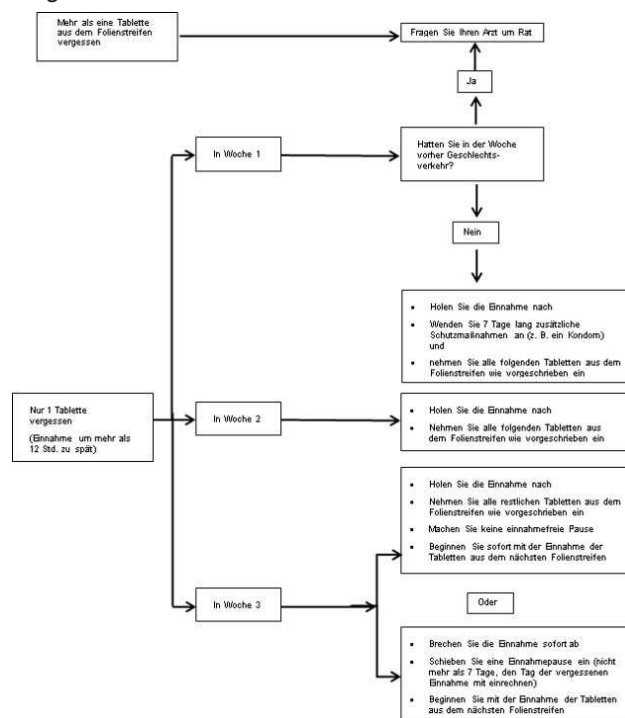 Mehr als eine Tablette
aus dem Folienstreifen
vergessen
Fragen Sie Ihren Arzt um Rat
Ja
In Woche 1
Hatten Sie in der Woche
vorher Geschlechts-
verkehr?
Nein
• Holen Sie die Einnahme nach
• Wenden Sie 7 Tage lang zusätzliche
Schutzmaßnahmen an (z. B. ein Kondom)
und
• nehmen Sie alle folgenden Tabletten aus dem
Folienstreifen wie vorgeschrieben ein
Nur 1 Tablette
vergessen
(Einnahme um mehr als
12 Std. zu spät)
In Woche 2
• Holen Sie die Einnahme nach
• Nehmen Sie alle folgenden Tabletten aus
dem Folienstreifen wie vorgeschrieben ein
• Holen Sie die Einnahme nach
• Nehmen Sie alle restlichen Tabletten aus dem
Folienstreifen wie vorgeschrieben ein
• Machen Sie keine einnahmefreie Pause
• Beginnen Sie sofort mit der Einnahme der
Tabletten aus dem nächsten Folienstreifen
In Woche 3
Oder
• Brechen Sie die Einnahme sofort ab
• Schieben Sie eine Einnahmepause ein (nicht
mehr als 7 Tage, den Tag der vergessenen
Einnahme mit einrechnen)
• Beginnen Sie mit der Einnahme der Tabletten
aus dem nächsten Folienstreifen